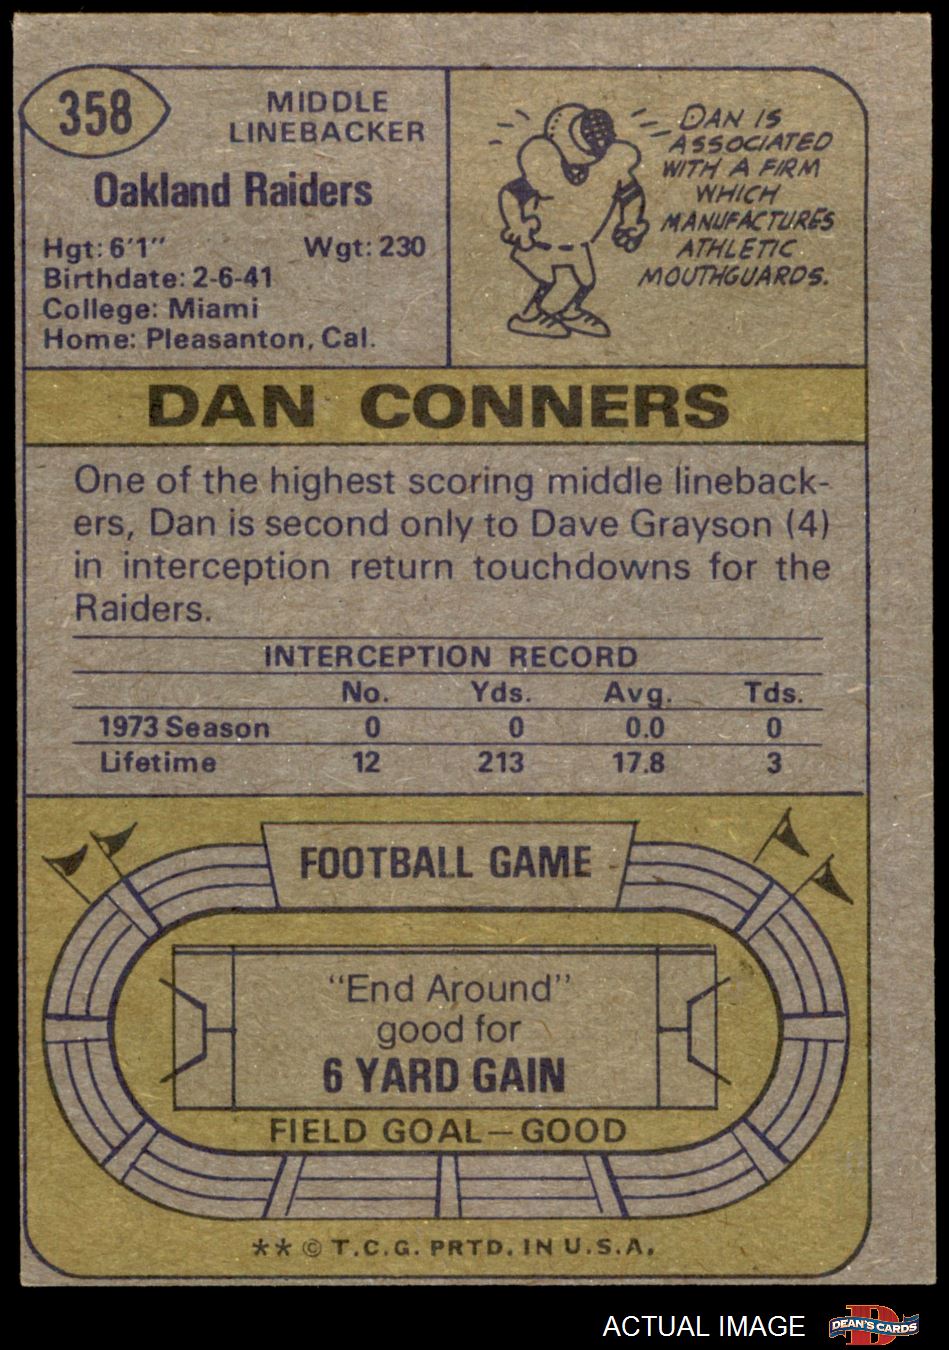 358
MIDDLE
LINEBACKER
Oakland Raiders
Hgt: 6'1" Wgt: 230
Birthdate: 2-6-41
College: Miami
Home: Pleasanton, Cal.
DAN IS
ASSOCIATED
WITH A FIRM
WHICH
MANUFACTURES
ATHLETIC
MOUTHGUARDS.
DAN CONNERS
One of the highest scoring middle lineback-
ers, Dan is second only to Dave Grayson (4)
in interception return touchdowns for the
Raiders.
INTERCEPTION RECORD
No. Yds. Avg. Tds.
1973 Season 0 0 0.0 0
Lifetime 12 213 17.8 3
FOOTBALL GAME
"End Around"
good for
6 YARD GAIN
FIELD GOAL—GOOD
** © T.C.G. PRTD. IN U.S.A.
ACTUAL IMAGE
D
DEAN'S CARDS